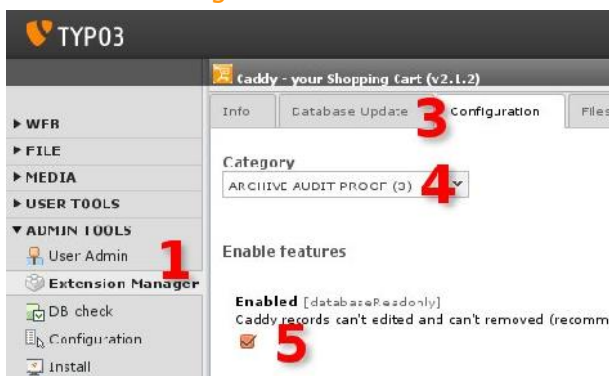 TYPO3
Caddy - your Shopping Cart (v2.1.2)
Info
Database Update
3
Configuration
Files
WEB
FILE
MEDIA
USER TOOLS
ADMIN TOOLS
User Admin
1
Extension Manager
DB check
Configuration
Install
Category
ARCHIVE AUDIT PROOF (3)
4
Enable features
Enabled [databaseReadonly]
Caddy records can't edited and can't removed (recomm
5